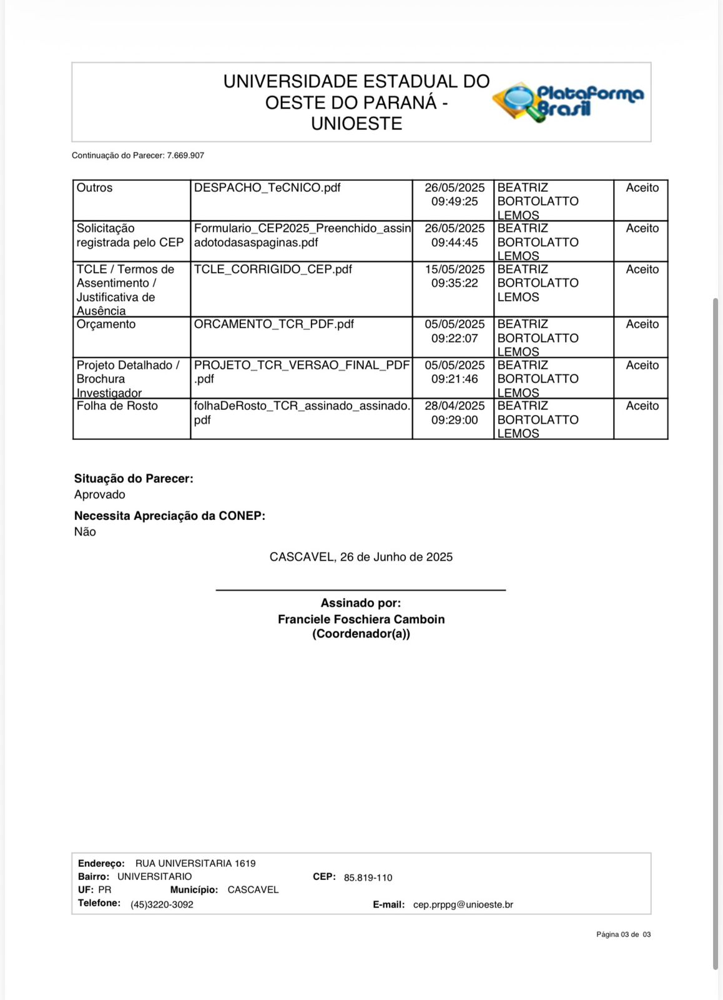 UNIVERSIDADE ESTADUAL DO
OESTE DO PARANÁ -
UNIOESTE
PlataForma
Brasil
Continuação do Parecer: 7.669.907
Outros DESPACHO_TeCNICO.pdf 26/05/2025 BEATRIZ Aceito
09:49:25 BORTOLATTO
LEMOS
Solicitação Formulario_CEP2025_Preenchido_assin 26/05/2025 BEATRIZ Aceito
registrada pelo CEP adotodasaspaginas.pdf 09:44:45 BORTOLATTO
LEMOS
TCLE / Termos de TCLE_CORRIGIDO_CEP.pdf 15/05/2025 BEATRIZ Aceito
Assentimento / 09:35:22 BORTOLATTO
Justificativa de LEMOS
Ausência
Orçamento ORCAMENTO_TCR_PDF.pdf 05/05/2025 BEATRIZ Aceito
09:22:07 BORTOLATTO
LEMOS
Projeto Detalhado / PROJETO_TCR_VERSAO_FINAL_PDF 05/05/2025 BEATRIZ Aceito
Brochura .pdf 09:21:46 BORTOLATTO
Investigador LEMOS
Folha de Rosto folhaDeRosto_TCR_assinado_assinado. 28/04/2025 BEATRIZ Aceito
pdf 09:29:00 BORTOLATTO
LEMOS
Situação do Parecer:
Aprovado
Necessita Apreciação da CONEP:
Não
CASCAVEL, 26 de Junho de 2025
Assinado por:
Franciele Foschiera Camboin
(Coordenador(a))
Endereço: RUA UNIVERSITARIA 1619
Bairro: UNIVERSITARIO CEP: 85.819-110
UF: PR Município: CASCAVEL
Telefone: (45)3220-3092 E-mail: cep.prppg@unioeste.br
Página 03 de 03